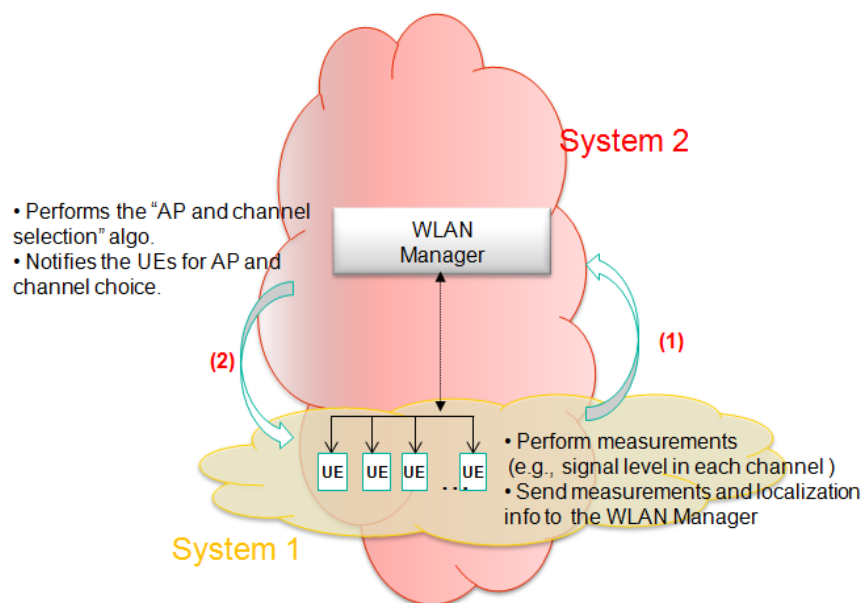 System 2
• Performs the “AP and channel
selection” algo.
• Notifies the UEs for AP and
channel choice.
WLAN
Manager
(2)
(1)
UE UE UE ... UE
• Perform measurements
(e.g., signal level in each channel )
• Send measurements and localization
info to the WLAN Manager
System 1